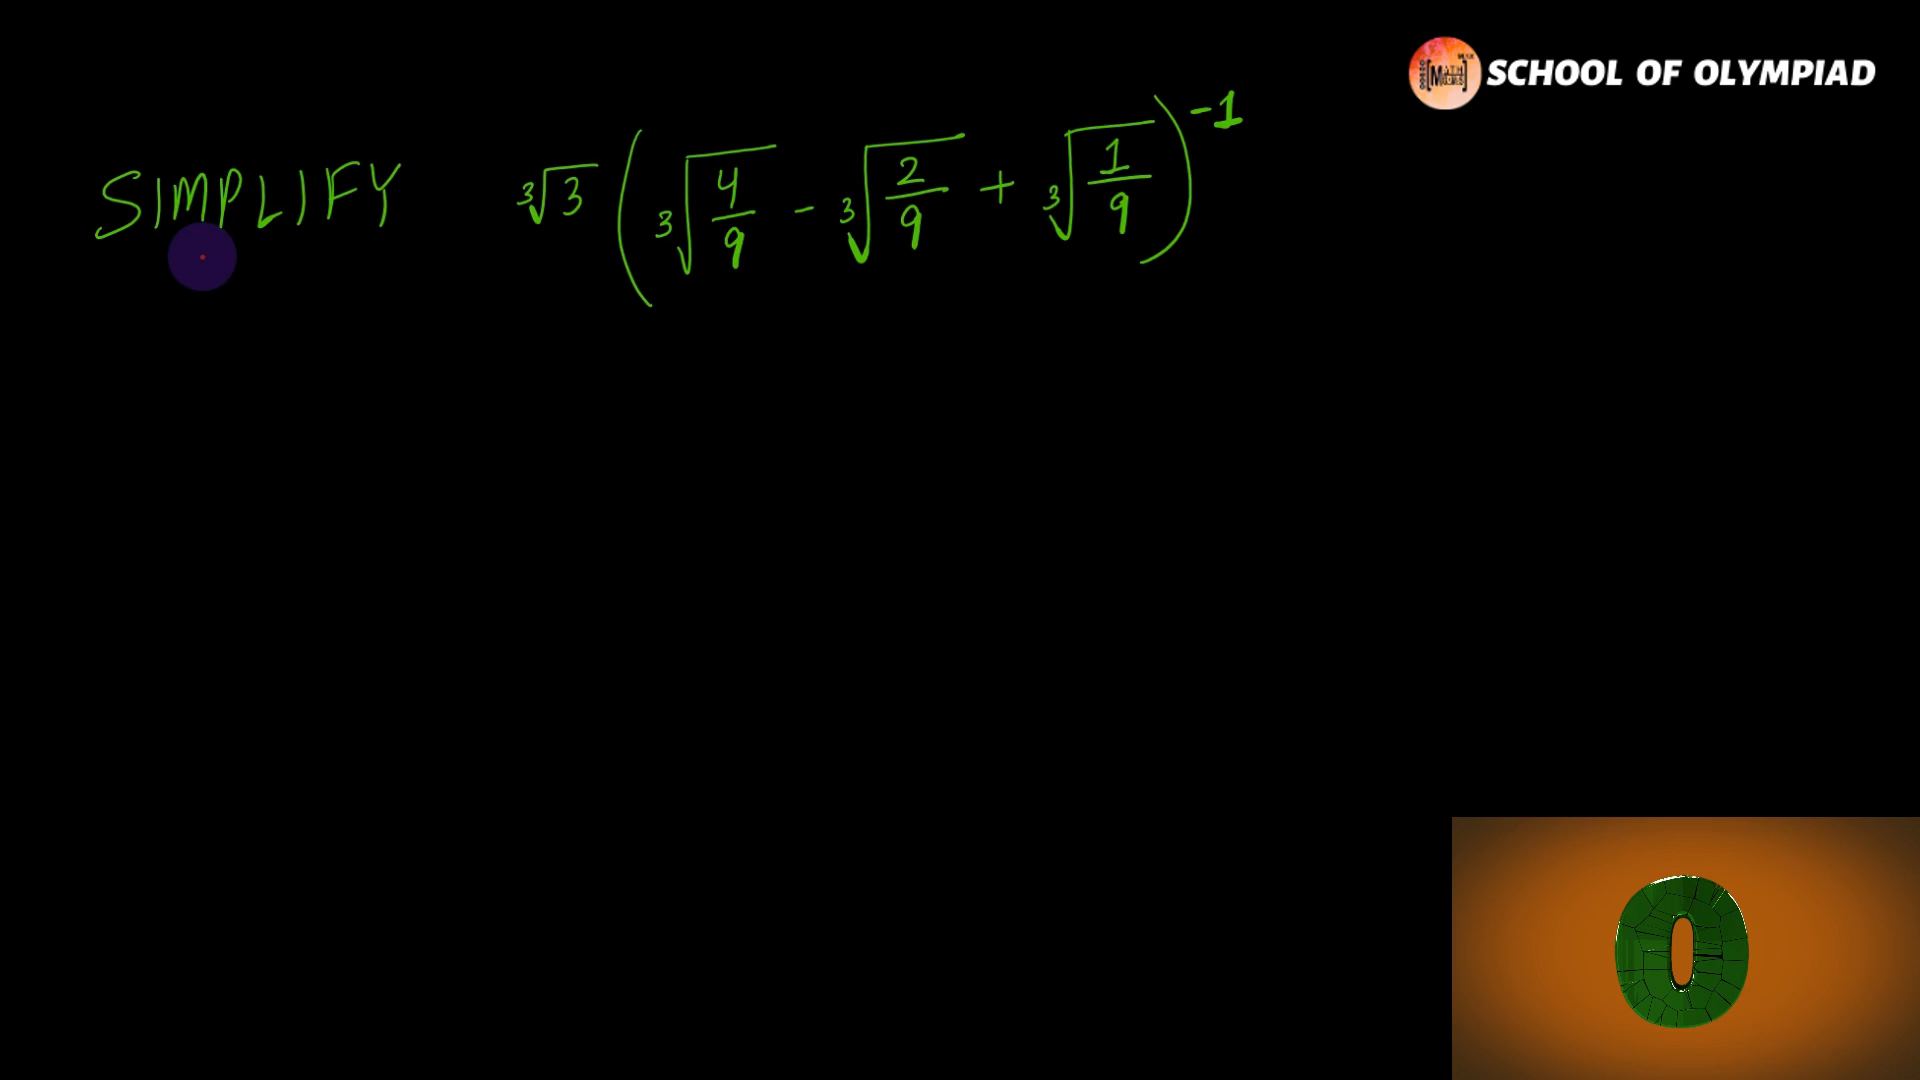 SCHOOL OF OLYMPIAD
SIMPLIFY ∛3 (∛(4/9) - ∛(2/9) + ∛(1/9))^-1
0